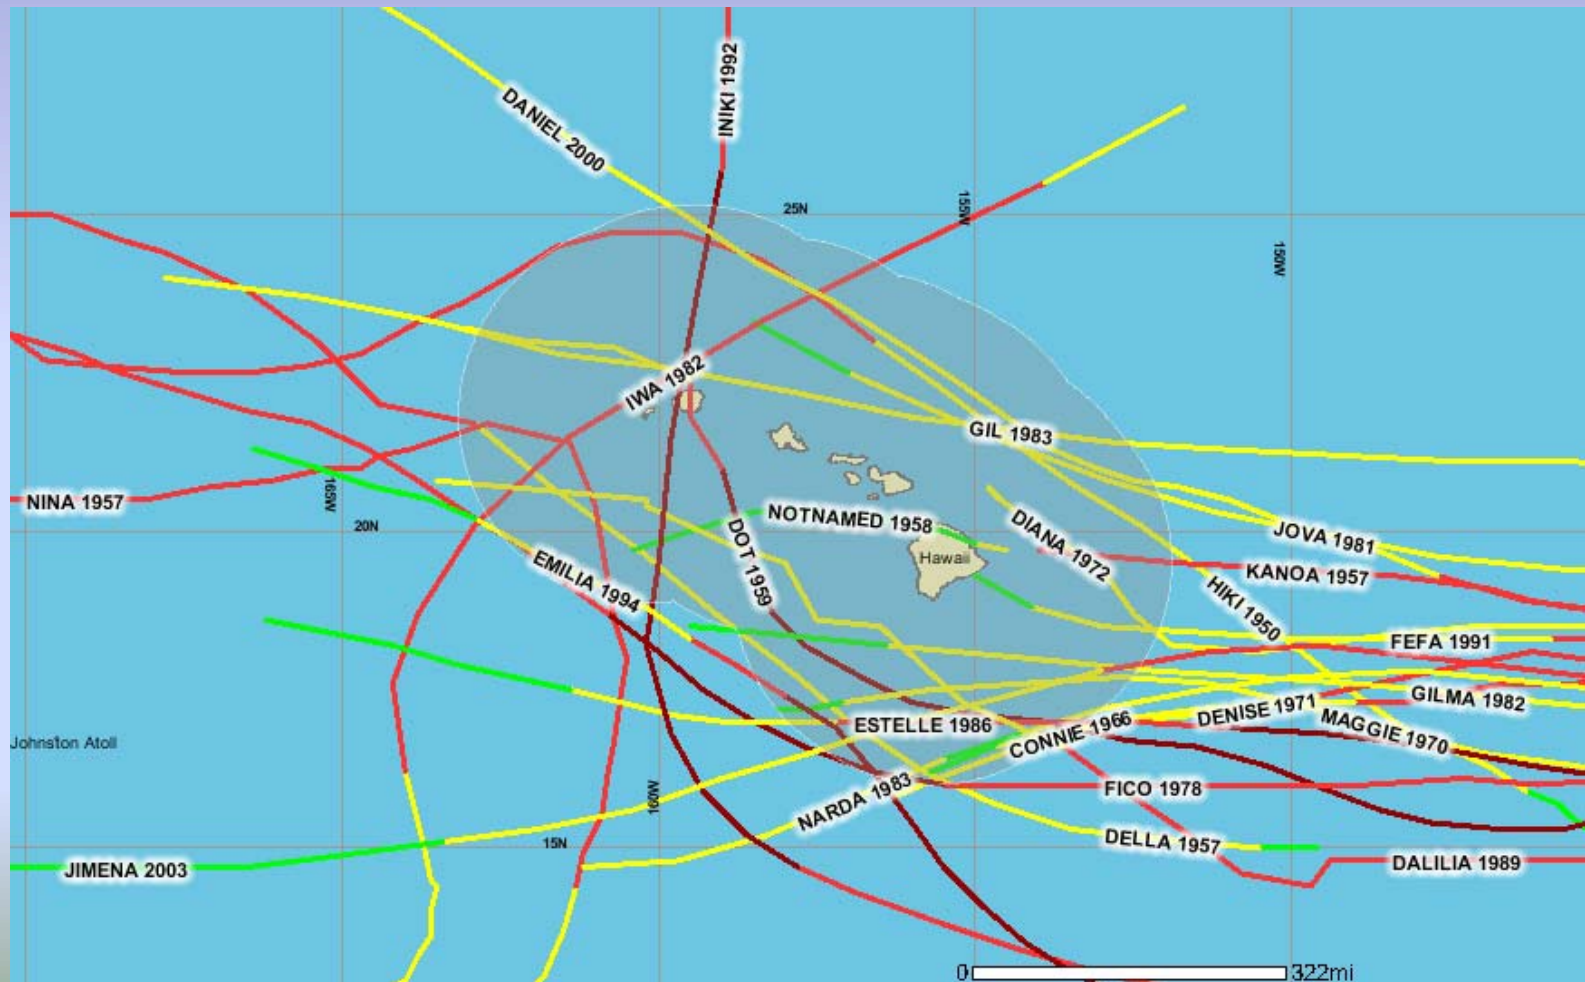 INIKI 1992
DANIEL 2000
25N
155W
150W
IWA 1982
GIL 1983
NINA 1957
165W
20N
NOTNAMED 1958
DOT 1959
DIANA 1972
JOVA 1981
Hawaii
KANOA 1957
EMILIA 1994
HIKI 1950
FEFA 1991
GILMA 1982
DENISE 1971
ESTELLE 1986
CONNIE 1966
MAGGIE 1970
Johnston Atoll
160W
NARDA 1983
FICO 1978
15N
DELLA 1957
JIMENA 2003
DALILIA 1989
0
322mi